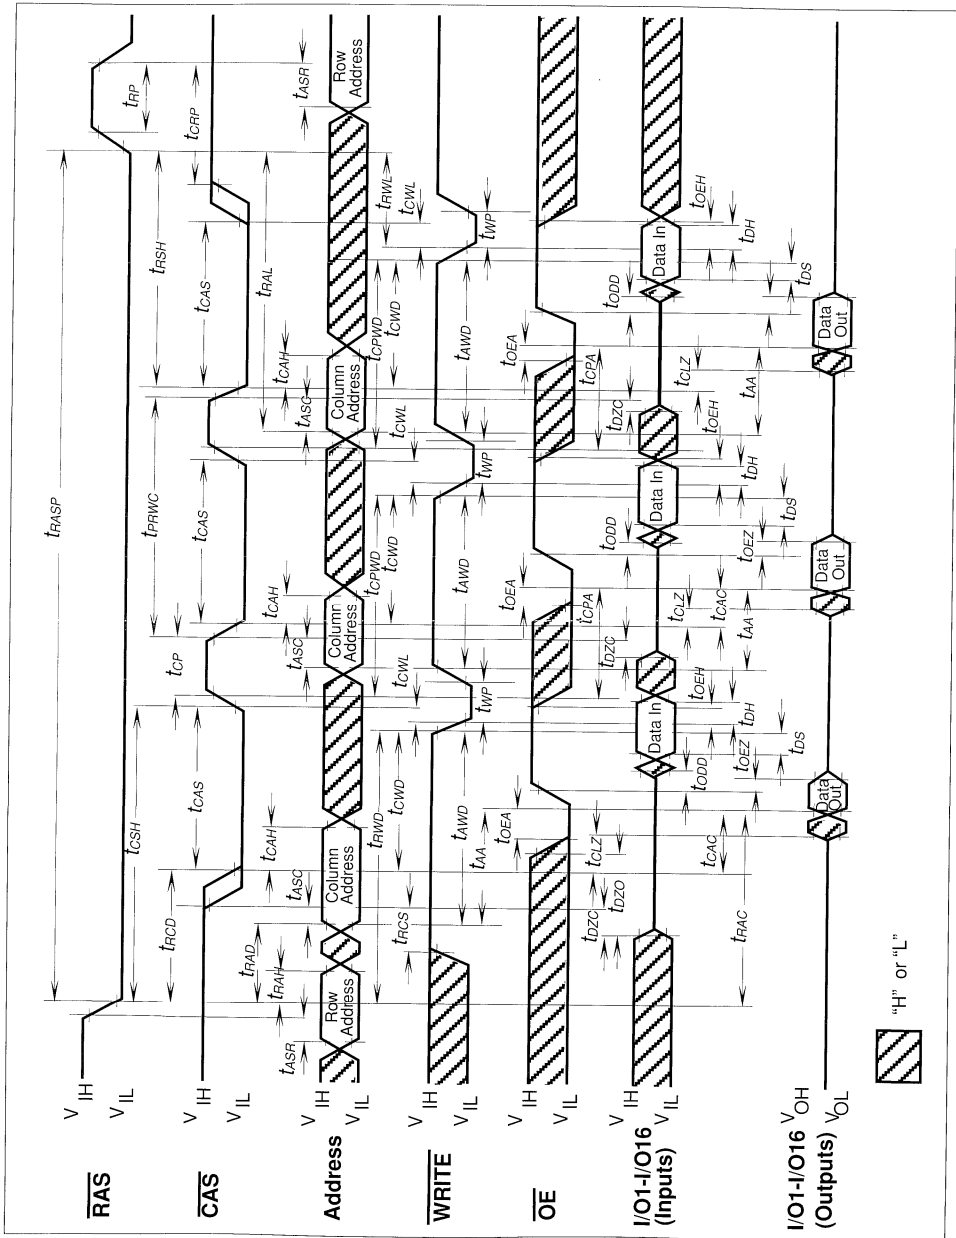 RAS
V IH
V IL
tRASP
tRP
tCSH
tPRWC
tRSH
tCRP
tRCD
tCAS
tCP
tCAS
tCAS
CAS
V IH
V IL
tRAD
tRAL
tASR
tRAH
tASC
tCAH
tASC
tCAH
tASC
tCAH
tASR
Address
V IH
V IL
Row
Address
Column
Address
Column
Address
Column
Address
Row
Address
tRWD
tCPWD
tCPWD
tRWL
tRCS
tCWD
tCWL
tCWD
tCWL
tCWD
tCWL
WRITE
V IH
V IL
tAWD
tWP
tAWD
tWP
tAWD
tWP
tAA
tOEA
tOEA
tOEA
OE
V IH
V IL
tCLZ
tCPA
tCPA
tDZC
tDZO
tODD
tDZC
tODD
tDZC
tODD
I/O1-I/O16
(Inputs)
V IH
V IL
Data In
Data In
Data In
tOEH
tCLZ
tOEH
tCLZ
tOEH
tCAC
tODD
tDH
tCAC
tDH
tDH
tRAC
tOEZ
tAA
tOEZ
tAA
tDS
tDS
tDS
I/O1-I/O16
(Outputs)
VOH
VOL
Data
Out
Data
Out
Data
Out
"H" or "L"